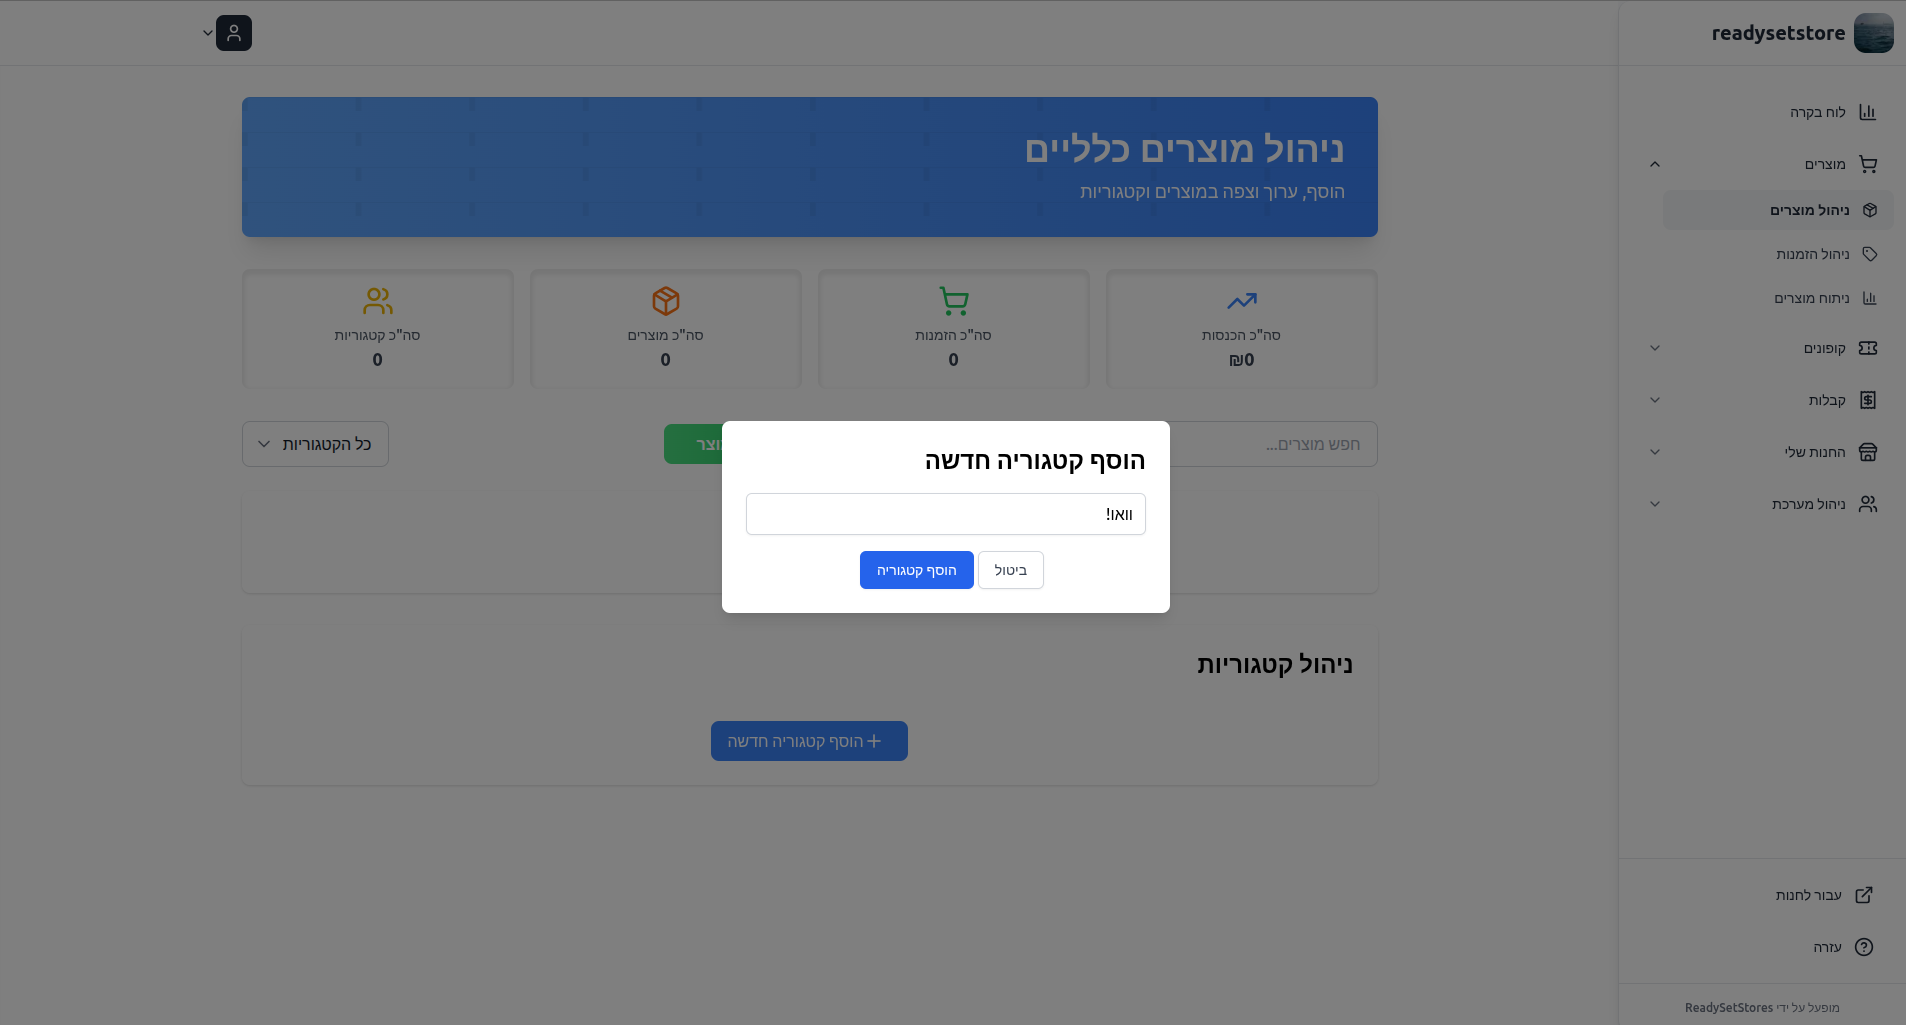 readysetstore
לוח בקרה
מוצרים
ניהול מוצרים
ניהול הזמנות
ניתוח מוצרים
קופונים
קבלות
החנות שלי
ניהול מערכת
עבור לחנות
עזרה
מופעל על ידי ReadySetStores
ניהול מוצרים כלליים
הוסף, ערוך וצפה במוצרים וקטגוריות
סה"כ הכנסות
₪0
סה"כ הזמנות
0
סה"כ מוצרים
0
סה"כ קטגוריות
0
חפש מוצרים...
כל הקטגוריות
הוסף קטגוריה חדשה
וואו!
ביטול
הוסף קטגוריה
ניהול קטגוריות
הוסף קטגוריה חדשה